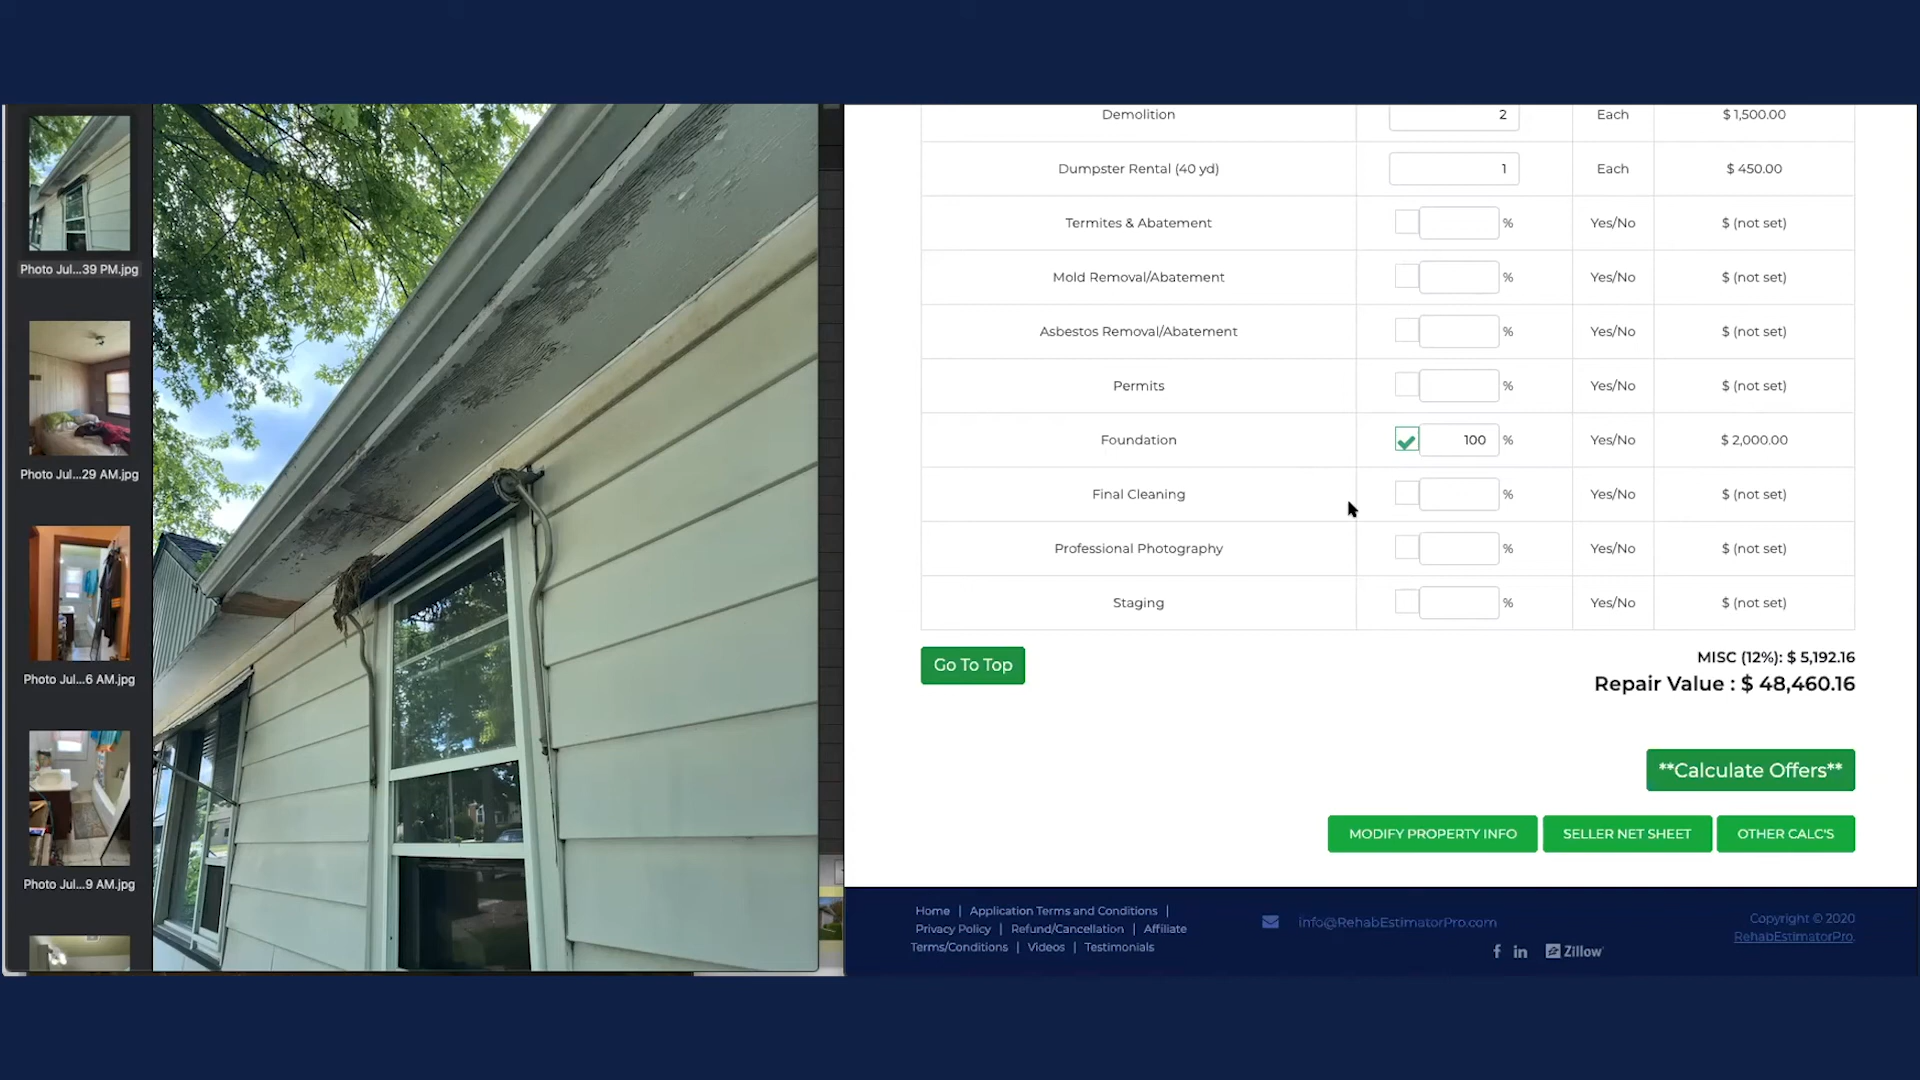 Photo Jul...39 PM.jpg
Photo Jul...29 AM.jpg
Photo Jul...6 AM.jpg
Photo Jul...9 AM.jpg
Demolition 2 Each $ 1,500.00
Dumpster Rental (40 yd) 1 Each $ 450.00
Termites & Abatement % Yes/No $ (not set)
Mold Removal/Abatement % Yes/No $ (not set)
Asbestos Removal/Abatement % Yes/No $ (not set)
Permits % Yes/No $ (not set)
Foundation 100 % Yes/No $ 2,000.00
Final Cleaning % Yes/No $ (not set)
Professional Photography % Yes/No $ (not set)
Staging % Yes/No $ (not set)
Go To Top
MISC (12%): $ 5,192.16
Repair Value : $ 48,460.16
**Calculate Offers**
MODIFY PROPERTY INFO SELLER NET SHEET OTHER CALC'S
Home | Application Terms and Conditions |
Privacy Policy | Refund/Cancellation | Affiliate
Terms/Conditions | Videos | Testimonials
info@RehabEstimatorPro.com
Zillow
Copyright © 2020
RehabEstimatorPro.